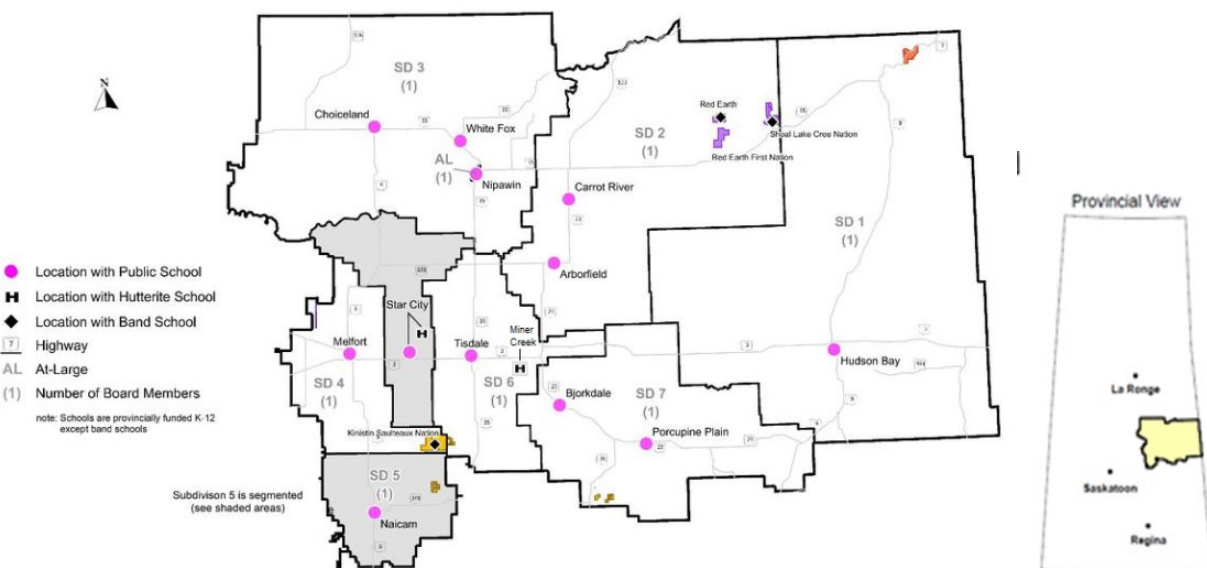 N
SD 3
(1)
Choiceland
White Fox
AL
(1)
Nipawin
SD 2
(1)
Red Earth
Shoal Lake Cree Nation
Red Earth First Nation
Carrot River
SD 1
(1)
Arborfield
Location with Public School
H Location with Hutterite School
Location with Band School
7 Highway
AL At-Large
(1) Number of Board Members
note: Schools are provincially funded K-12
except band schools
Star City
H
Melfort
Tisdale
Miner
Creek
H
SD 4
(1)
SD 6
(1)
Hudson Bay
Bjorkdale
SD 7
(1)
Porcupine Plain
Kinistin Saulteaux Nation
Subdivison 5 is segmented
(see shaded areas)
SD 5
(1)
Naicam
Provincial View
La Ronge
Saskatoon
Regina